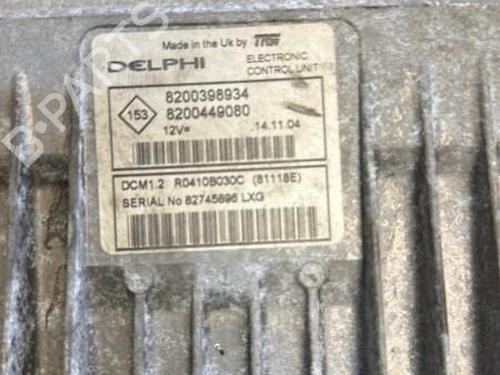 Made in the Uk by TRW
DELPHI ELECTRONIC
CONTROL UNIT
8200398934
153 8200449080
12V= 14.11.04
DCM1.2 R0410B030C (81118E)
SERIAL No 82745896 LXG
B-PARTS